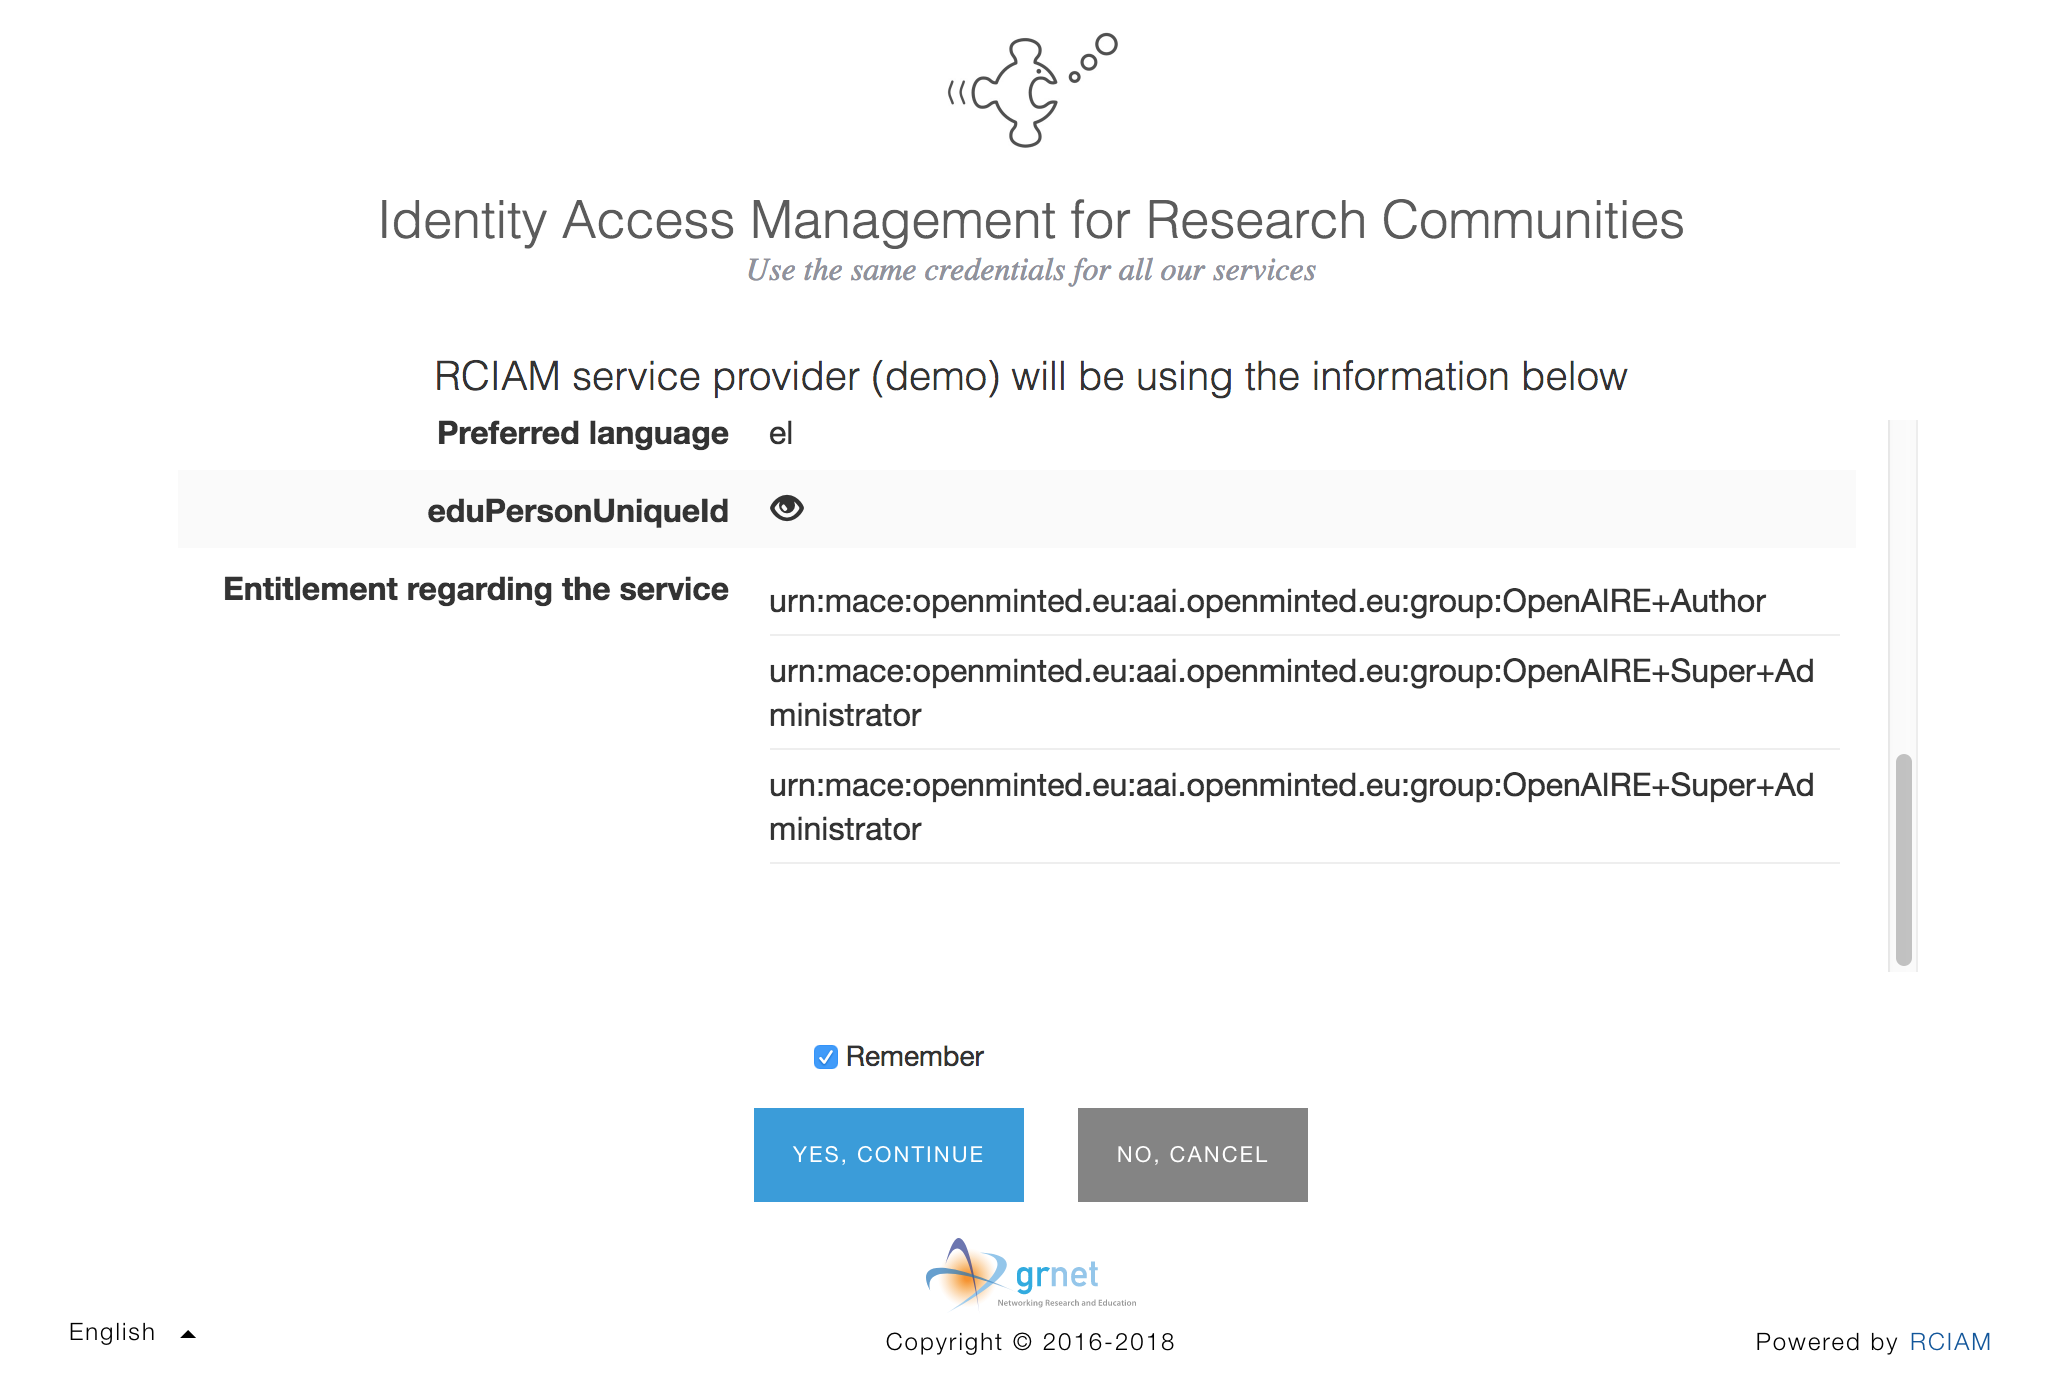 Identity Access Management for Research Communities
Use the same credentials for all our services
RCIAM service provider (demo) will be using the information below
Preferred language el
eduPersonUniqueId
Entitlement regarding the service urn:mace:openminted.eu:aai.openminted.eu:group:OpenAIRE+Author
urn:mace:openminted.eu:aai.openminted.eu:group:OpenAIRE+Super+Ad
ministrator
urn:mace:openminted.eu:aai.openminted.eu:group:OpenAIRE+Super+Ad
ministrator
Remember
YES, CONTINUE NO, CANCEL
grnet
Networking Research and Education
English Copyright © 2016-2018 Powered by RCIAM